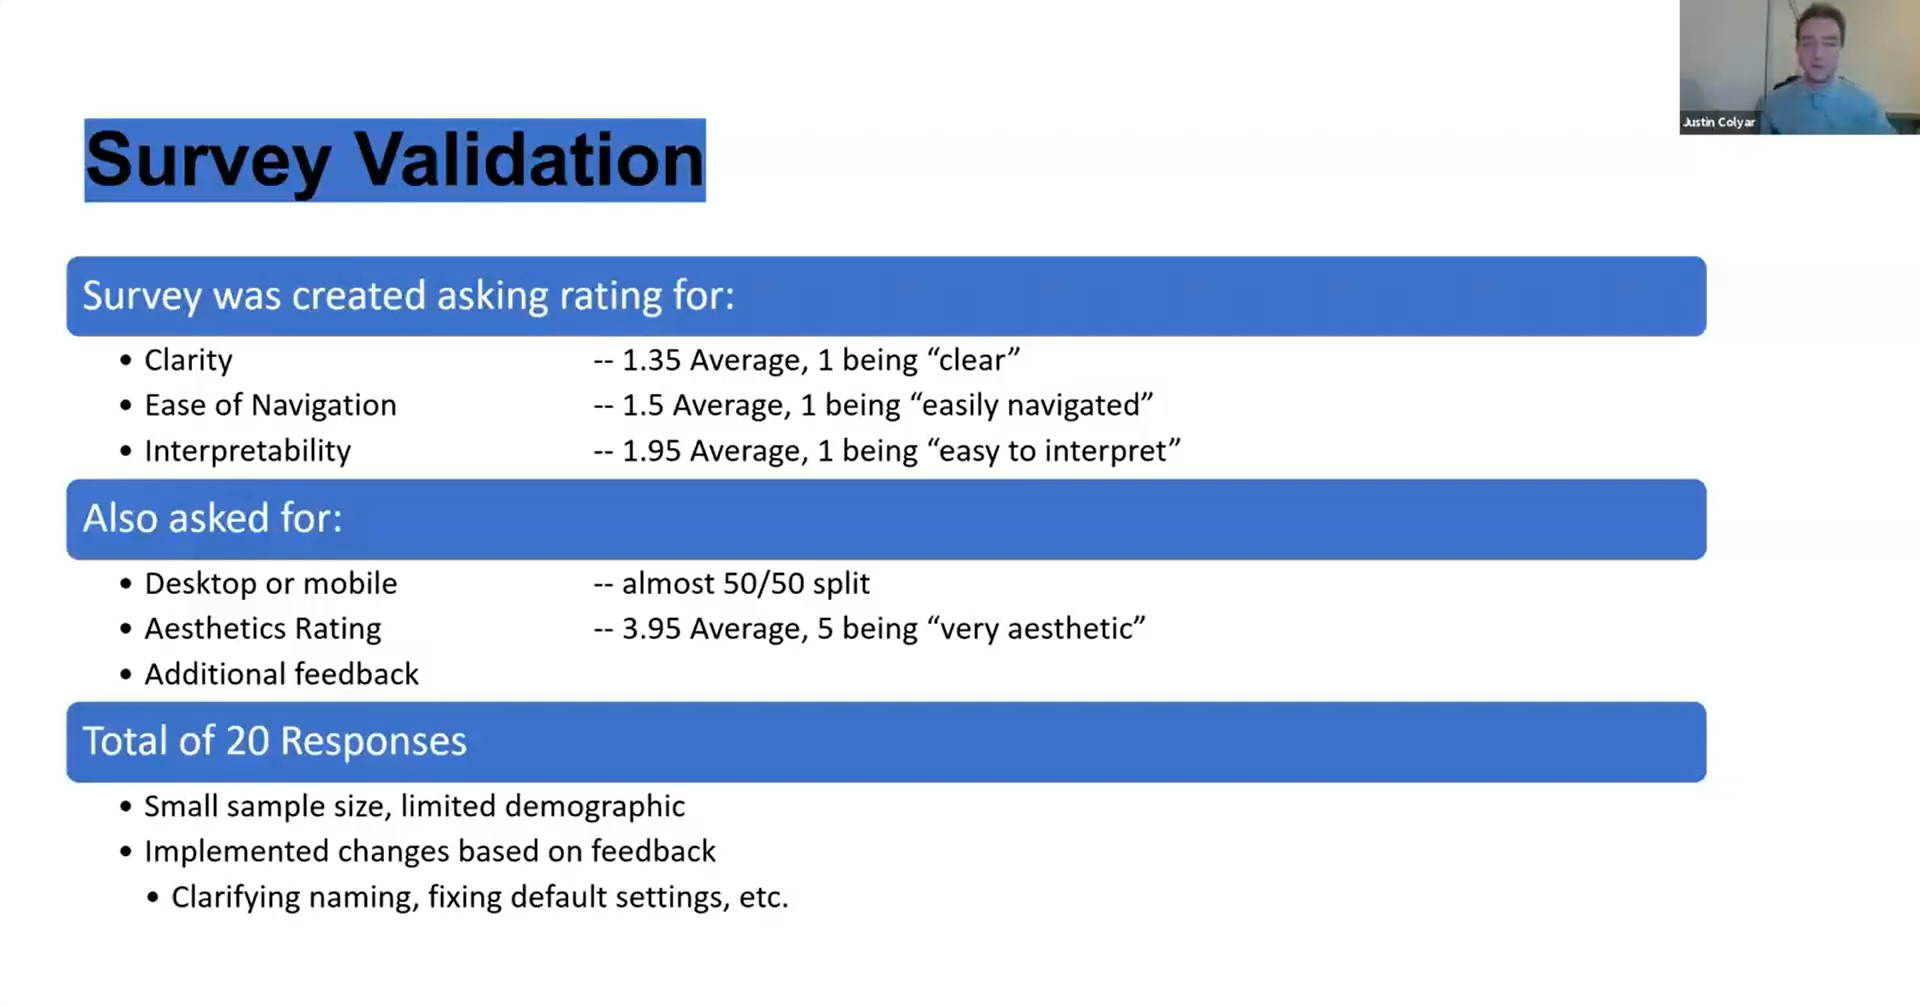 Justin Colyar
Survey Validation
Survey was created asking rating for:
• Clarity -- 1.35 Average, 1 being “clear”
• Ease of Navigation -- 1.5 Average, 1 being “easily navigated”
• Interpretability -- 1.95 Average, 1 being “easy to interpret”
Also asked for:
• Desktop or mobile -- almost 50/50 split
• Aesthetics Rating -- 3.95 Average, 5 being “very aesthetic”
• Additional feedback
Total of 20 Responses
• Small sample size, limited demographic
• Implemented changes based on feedback
• Clarifying naming, fixing default settings, etc.